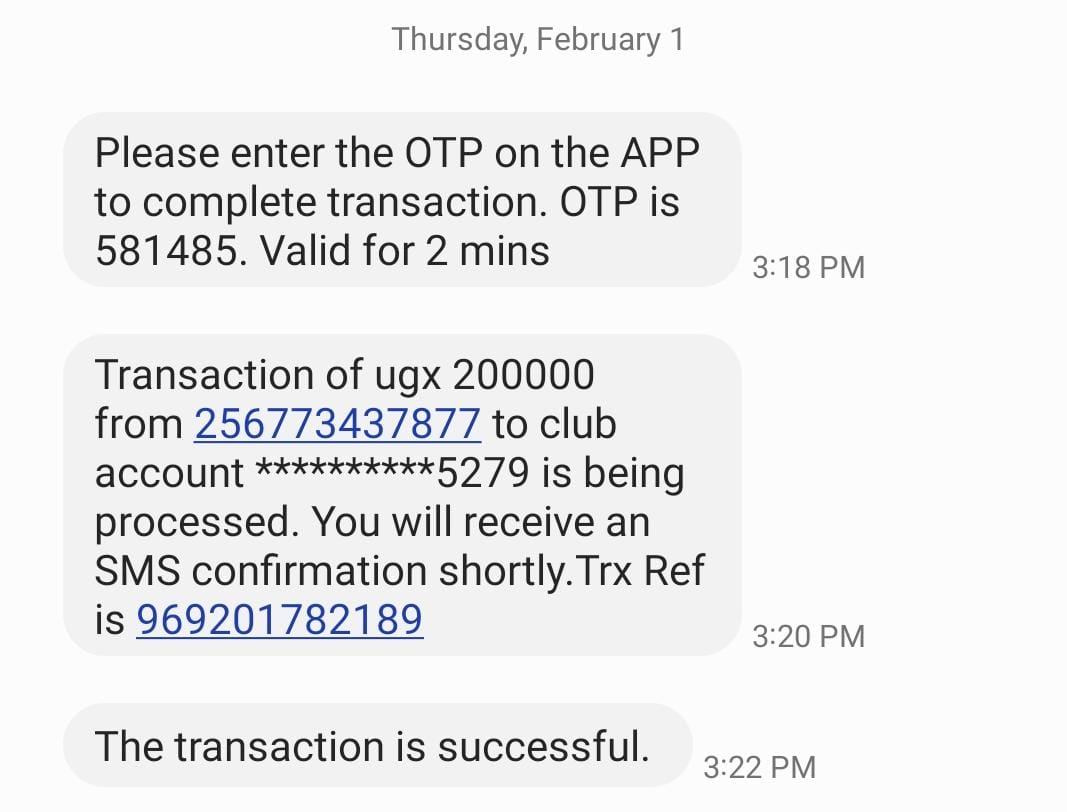 Thursday, February 1
Please enter the OTP on the APP
to complete transaction. OTP is
581485. Valid for 2 mins
3:18 PM
Transaction of ugx 200000
from 256773437877 to club
account **********5279 is being
processed. You will receive an
SMS confirmation shortly.Trx Ref
is 969201782189
3:20 PM
The transaction is successful.
3:22 PM